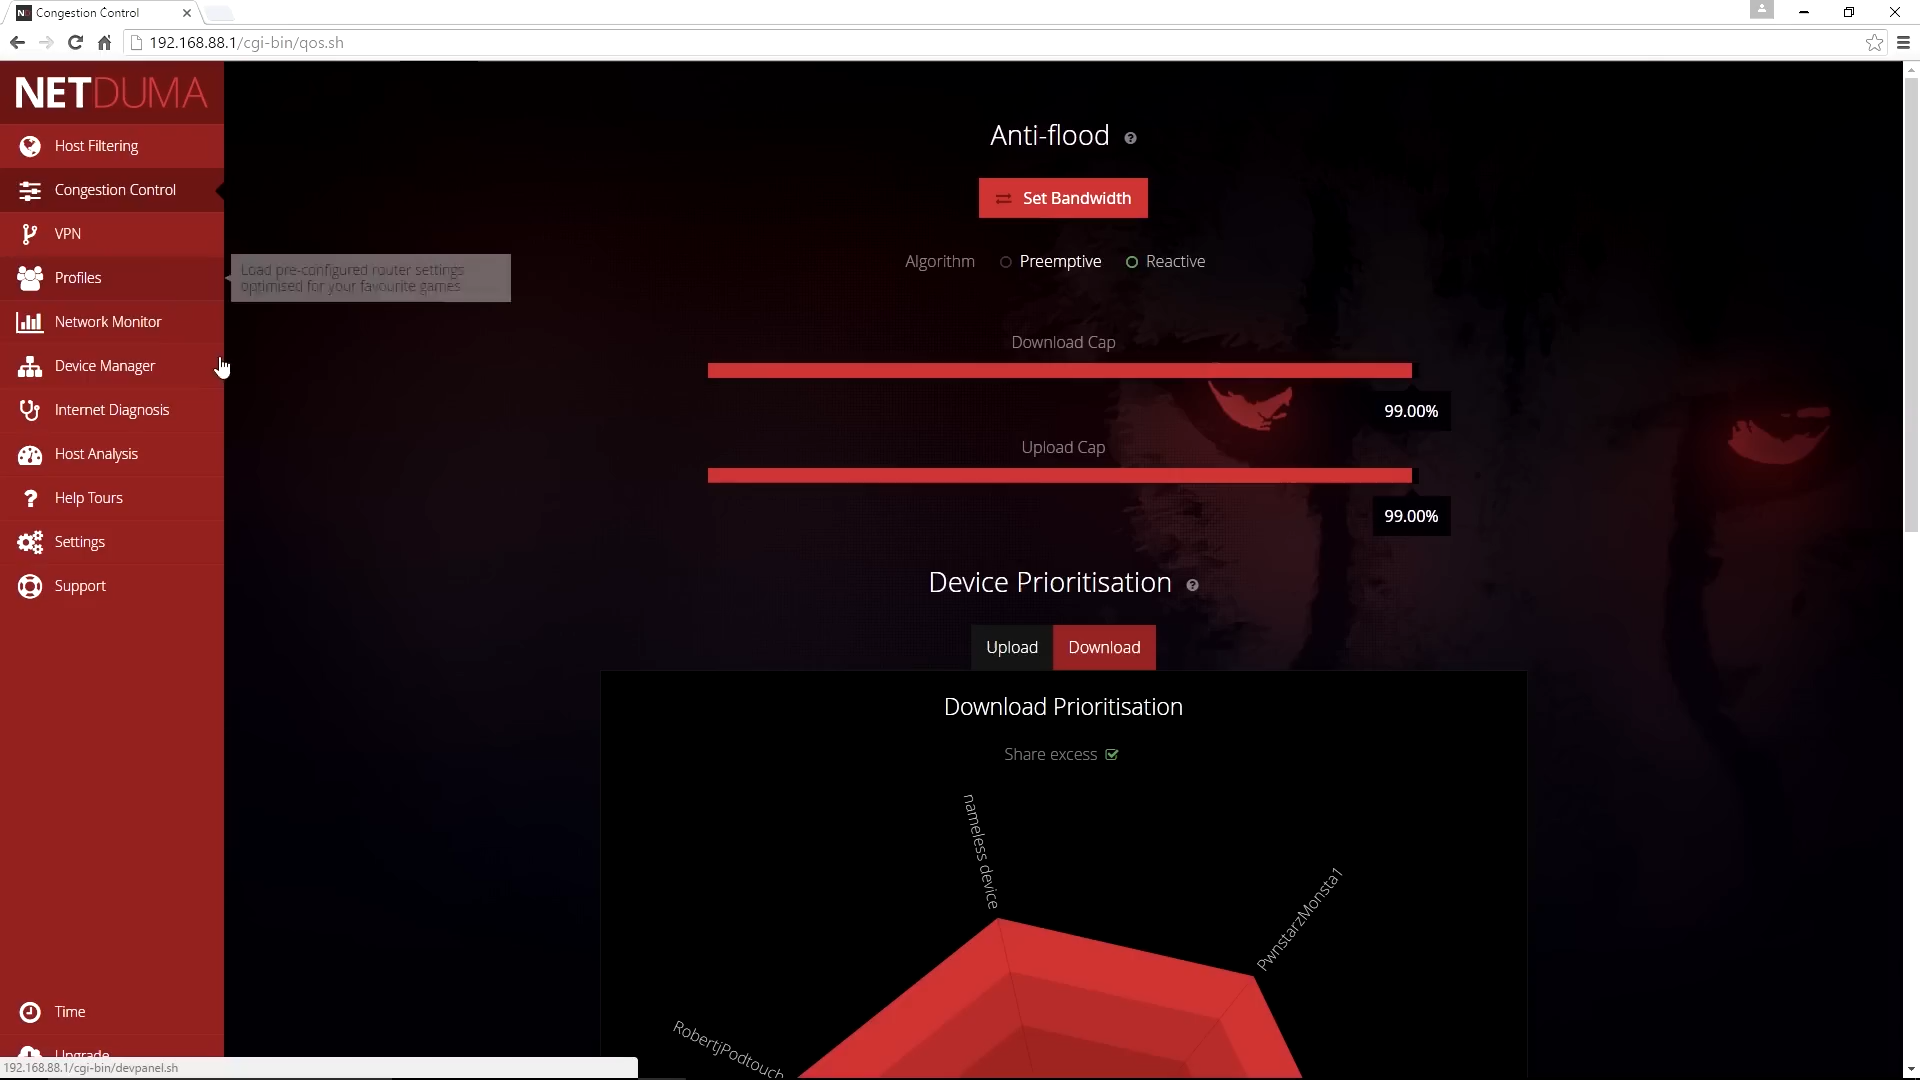 Congestion Control
192.168.88.1/cgi-bin/qos.sh
NETDUMA
Host Filtering
Congestion Control
VPN
Profiles
Load pre-configured router settings
optimised for your favourite games
Network Monitor
Device Manager
Internet Diagnosis
Host Analysis
Help Tours
Settings
Support
Time
Upgrade
192.168.88.1/cgi-bin/devpanel.sh
Anti-flood
Set Bandwidth
Algorithm Preemptive Reactive
Download Cap
99.00%
Upload Cap
99.00%
Device Prioritisation
Upload Download
Download Prioritisation
Share excess
nameless device
PwnstarzMonsta1
RobertjPodtouch